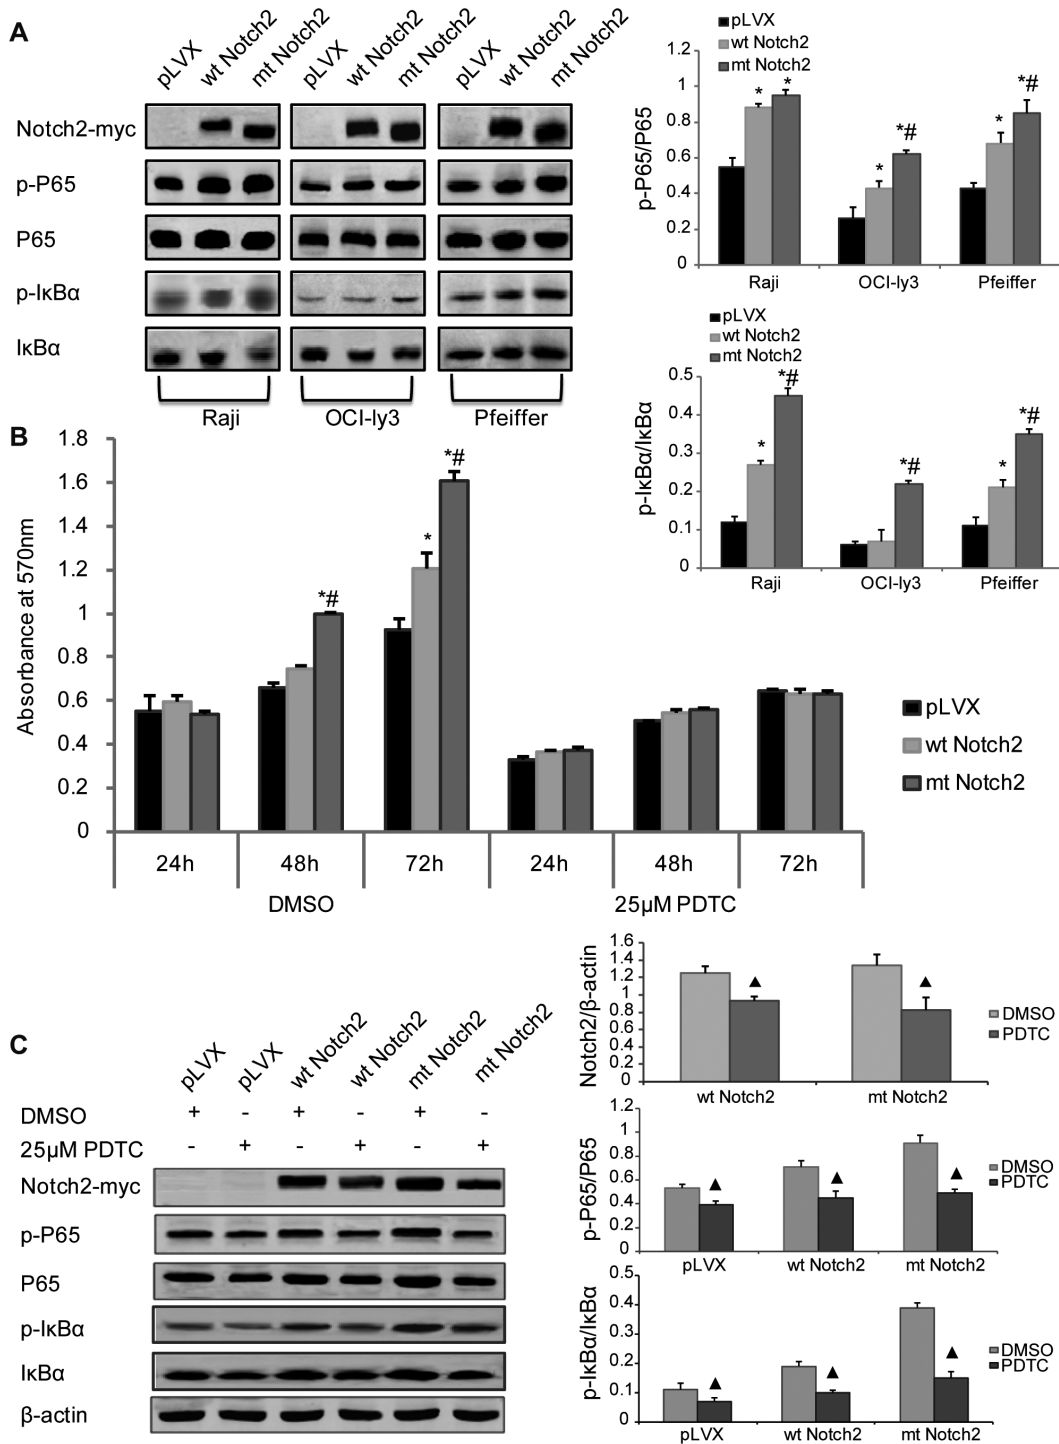 A
pLVX
wt Notch2
mt Notch2
pLVX
wt Notch2
mt Notch2
pLVX
wt Notch2
mt Notch2
Notch2-myc
p-P65
P65
p-IκBα
IκBα
Raji
OCI-ly3
Pfeiffer
pLVX
wt Notch2
mt Notch2
p-P65/P65
1.2
1
0.8
0.6
0.4
0.2
0
* *
* *#
* *#
Raji
OCI-ly3
Pfeiffer
pLVX
wt Notch2
mt Notch2
p-IκBα/IκBα
0.5
0.4
0.3
0.2
0.1
0
* *#
*#
* *#
Raji
OCI-ly3
Pfeiffer
B
Absorbance at 570nm
1.8
1.6
1.4
1.2
1
0.8
0.6
0.4
0.2
0
*#
* *#
24h
48h
72h
24h
48h
72h
DMSO
25μM PDTC
pLVX
wt Notch2
mt Notch2
C
pLVX
pLVX
wt Notch2
wt Notch2
mt Notch2
mt Notch2
DMSO + - + - + -
25μM PDTC - + - + - +
Notch2-myc
p-P65
P65
p-IκBα
IκBα
β-actin
Notch2/β-actin
1.6
1.4
1.2
1
0.8
0.6
0.4
0.2
0
▲ ▲
wt Notch2
mt Notch2
DMSO
PDTC
p-P65/P65
1.2
1
0.8
0.6
0.4
0.2
0
▲ ▲ ▲
pLVX
wt Notch2
mt Notch2
DMSO
PDTC
p-IκBα/IκBα
0.5
0.4
0.3
0.2
0.1
0
▲ ▲ ▲
pLVX
wt Notch2
mt Notch2
DMSO
PDTC